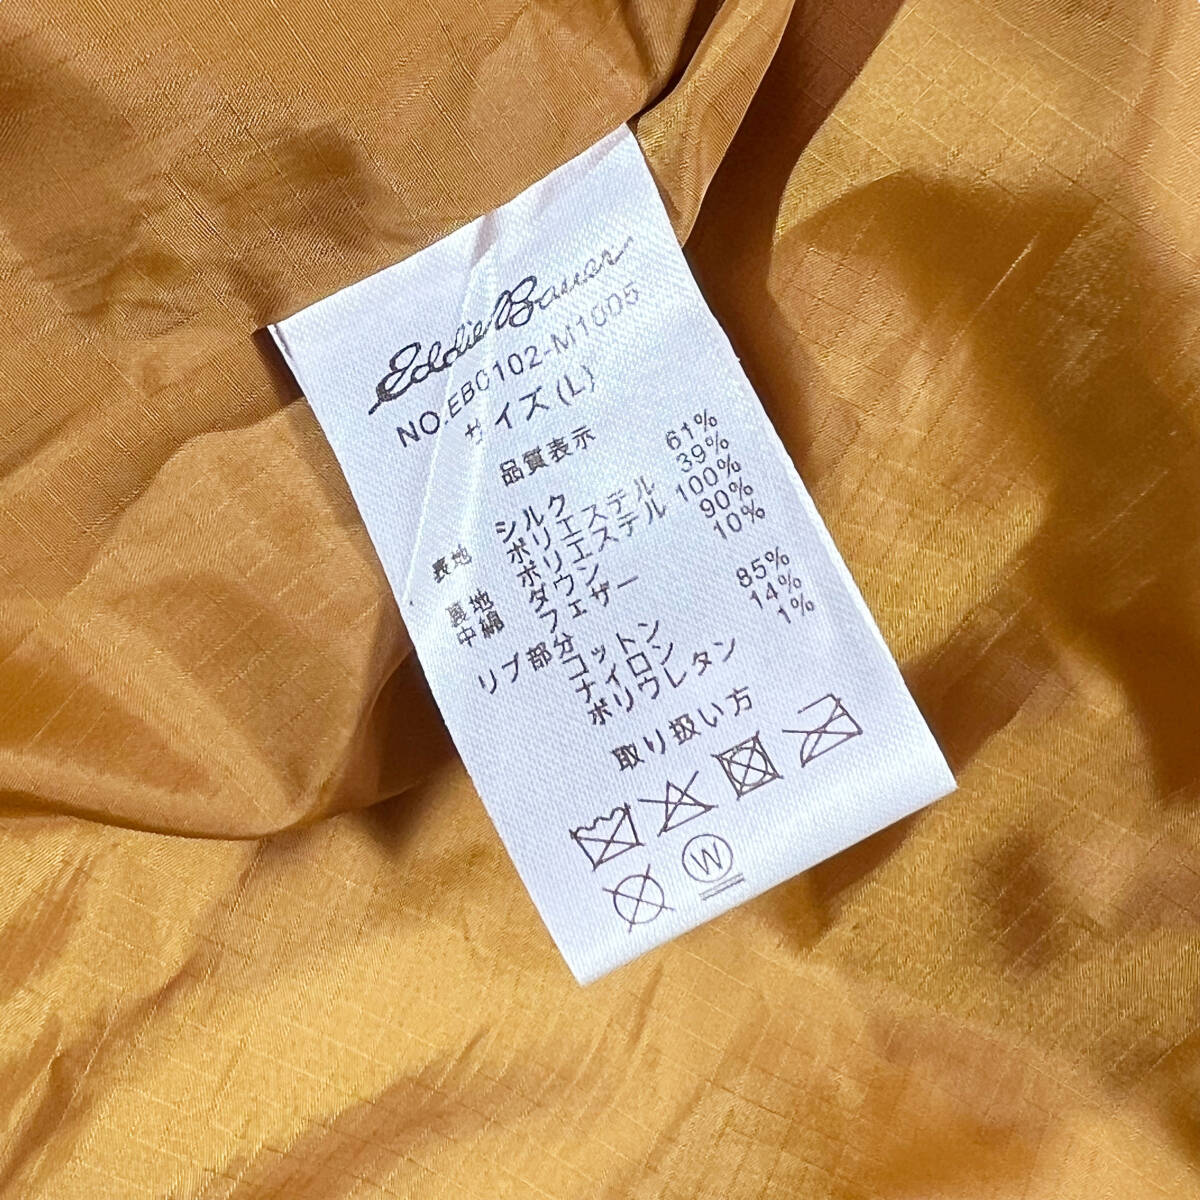 Eddie Bauer
NO.EBC102-M1005
サイズ(L)
品質表示
表地 シルク 61%
ポリエステル 39%
裏地 ポリエステル 100%
中綿 ダウン 90%
フェザー 10%
リブ部分
コットン 85%
ナイロン 14%
ポリウレタン 1%
取り扱い方
W